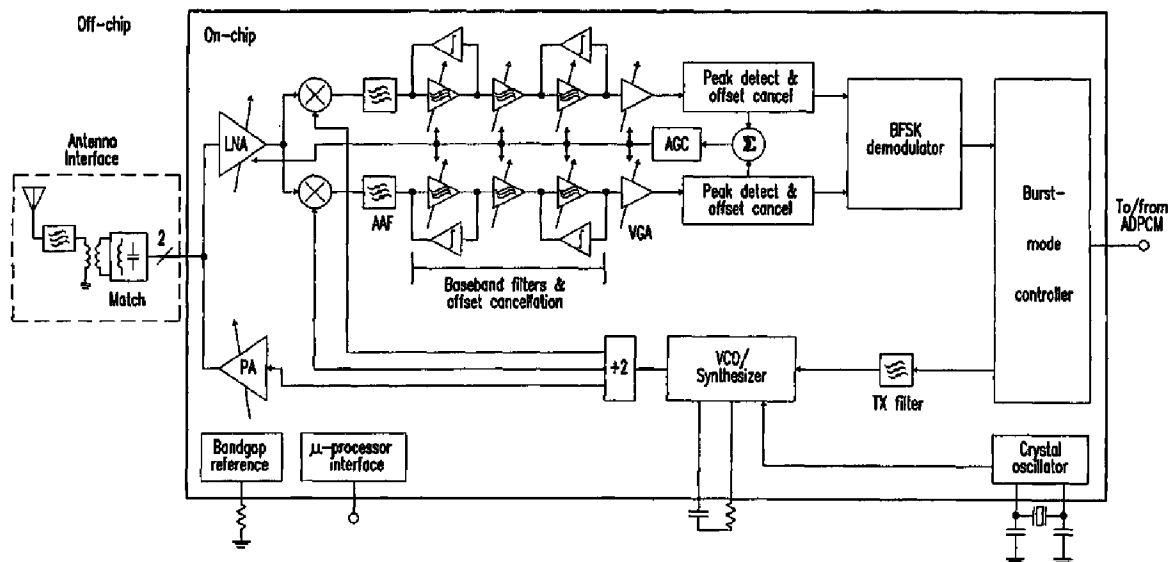 Off-chip
On-chip
Peak detect &
offset cancel
LNA
AGC
Σ
BFSK
demodulator
Antenna
Interface
Peak detect &
offset cancel
AAF
VGA
2
Match
Baseband filters &
offset cancellation
Burst-
mode
controller
To/from
ADPCM
PA
÷2
VCO/
Synthesizer
TX filter
Bandgap
reference
μ-processor
interface
Crystal
oscillator